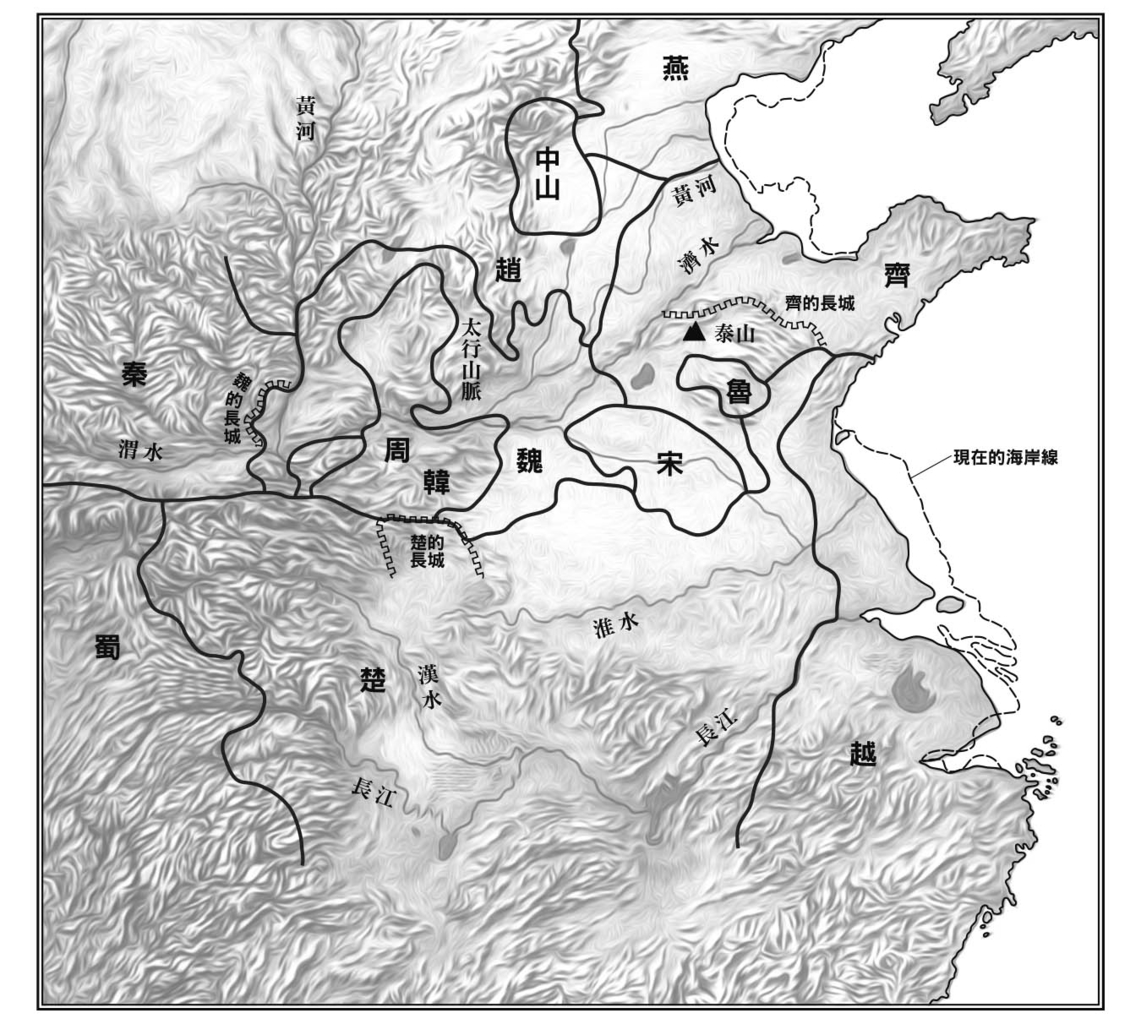 燕
黃河
中山
黃河
濟水
趙
齊
齊的長城
泰山
太行山脈
秦
魏的長城
魯
渭水
周
韓
魏
宋
現在的海岸線
楚的
長城
淮水
蜀
楚
漢水
長江
越
長江